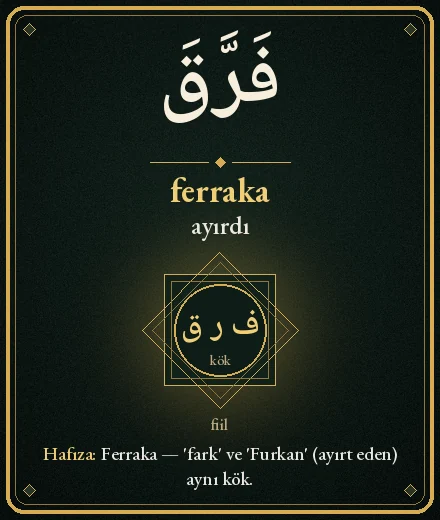 فَرَّقَ
ferraka
ayırdı
ف ر ق
kök
fiil
Hafıza: Ferraka — 'fark' ve 'Furkan' (ayırt eden)
aynı kök.